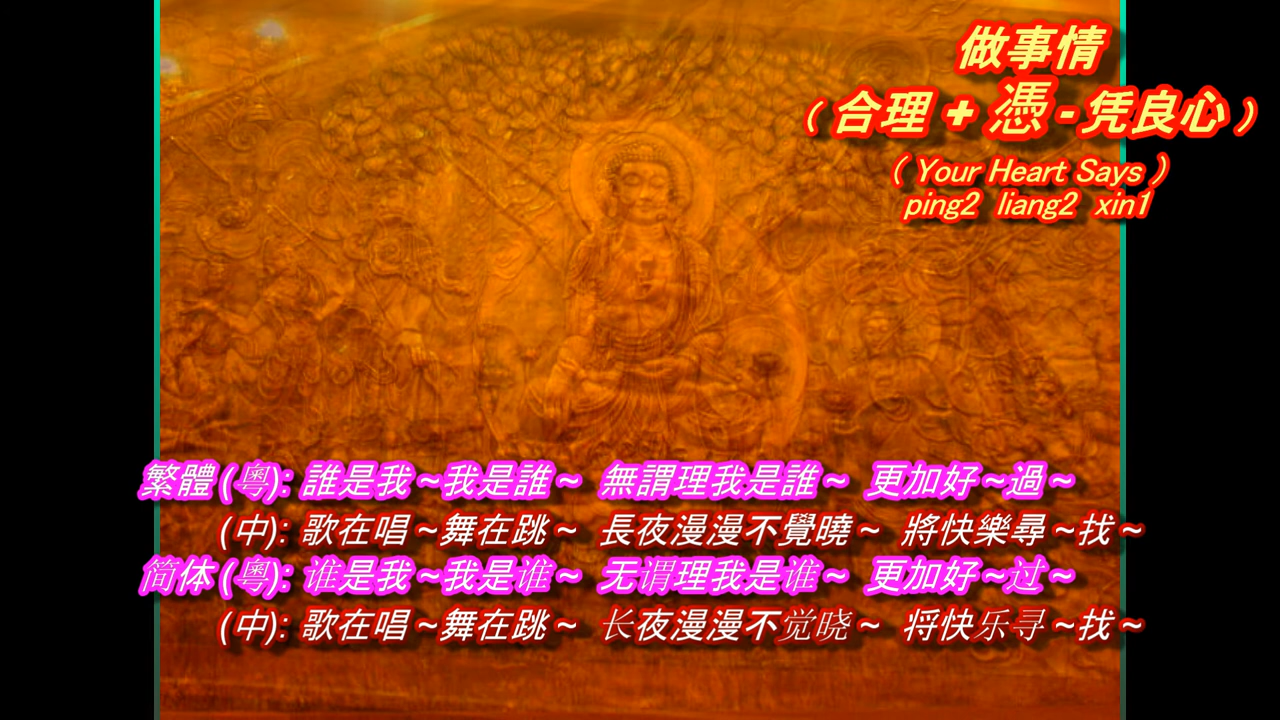 做事情
( 合理 + 憑 - 凭良心 )
( Your Heart Says )
ping2 liang2 xin1
繁體 ( 粵): 誰是我 ~ 我是誰 ~ 無謂理我是誰 ~ 更加好 ~ 過 ~
(中): 歌在唱 ~ 舞在跳 ~ 長夜漫漫不覺曉 ~ 將快樂尋 ~ 找 ~
简体 ( 粤): 谁是我 ~ 我是谁 ~ 无谓理我是谁 ~ 更加好 ~ 过 ~
(中): 歌在唱 ~ 舞在跳 ~ 长夜漫漫不觉晓 ~ 将快乐寻 ~ 找 ~